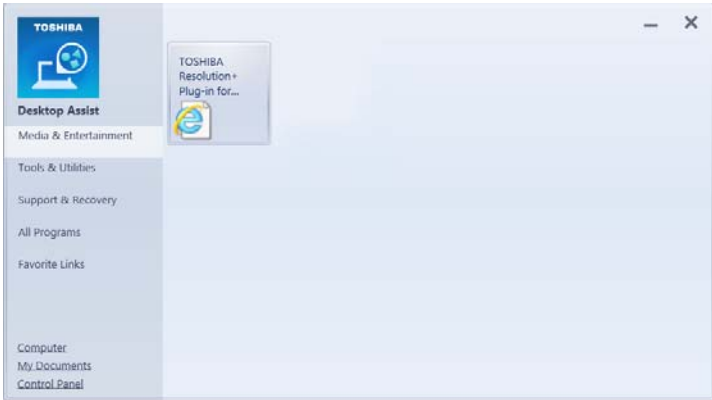 TOSHIBA
Desktop Assist
Media & Entertainment
Tools & Utilities
Support & Recovery
All Programs
Favorite Links
Computer
My Documents
Control Panel
TOSHIBA
Resolution+
Plug-in for...